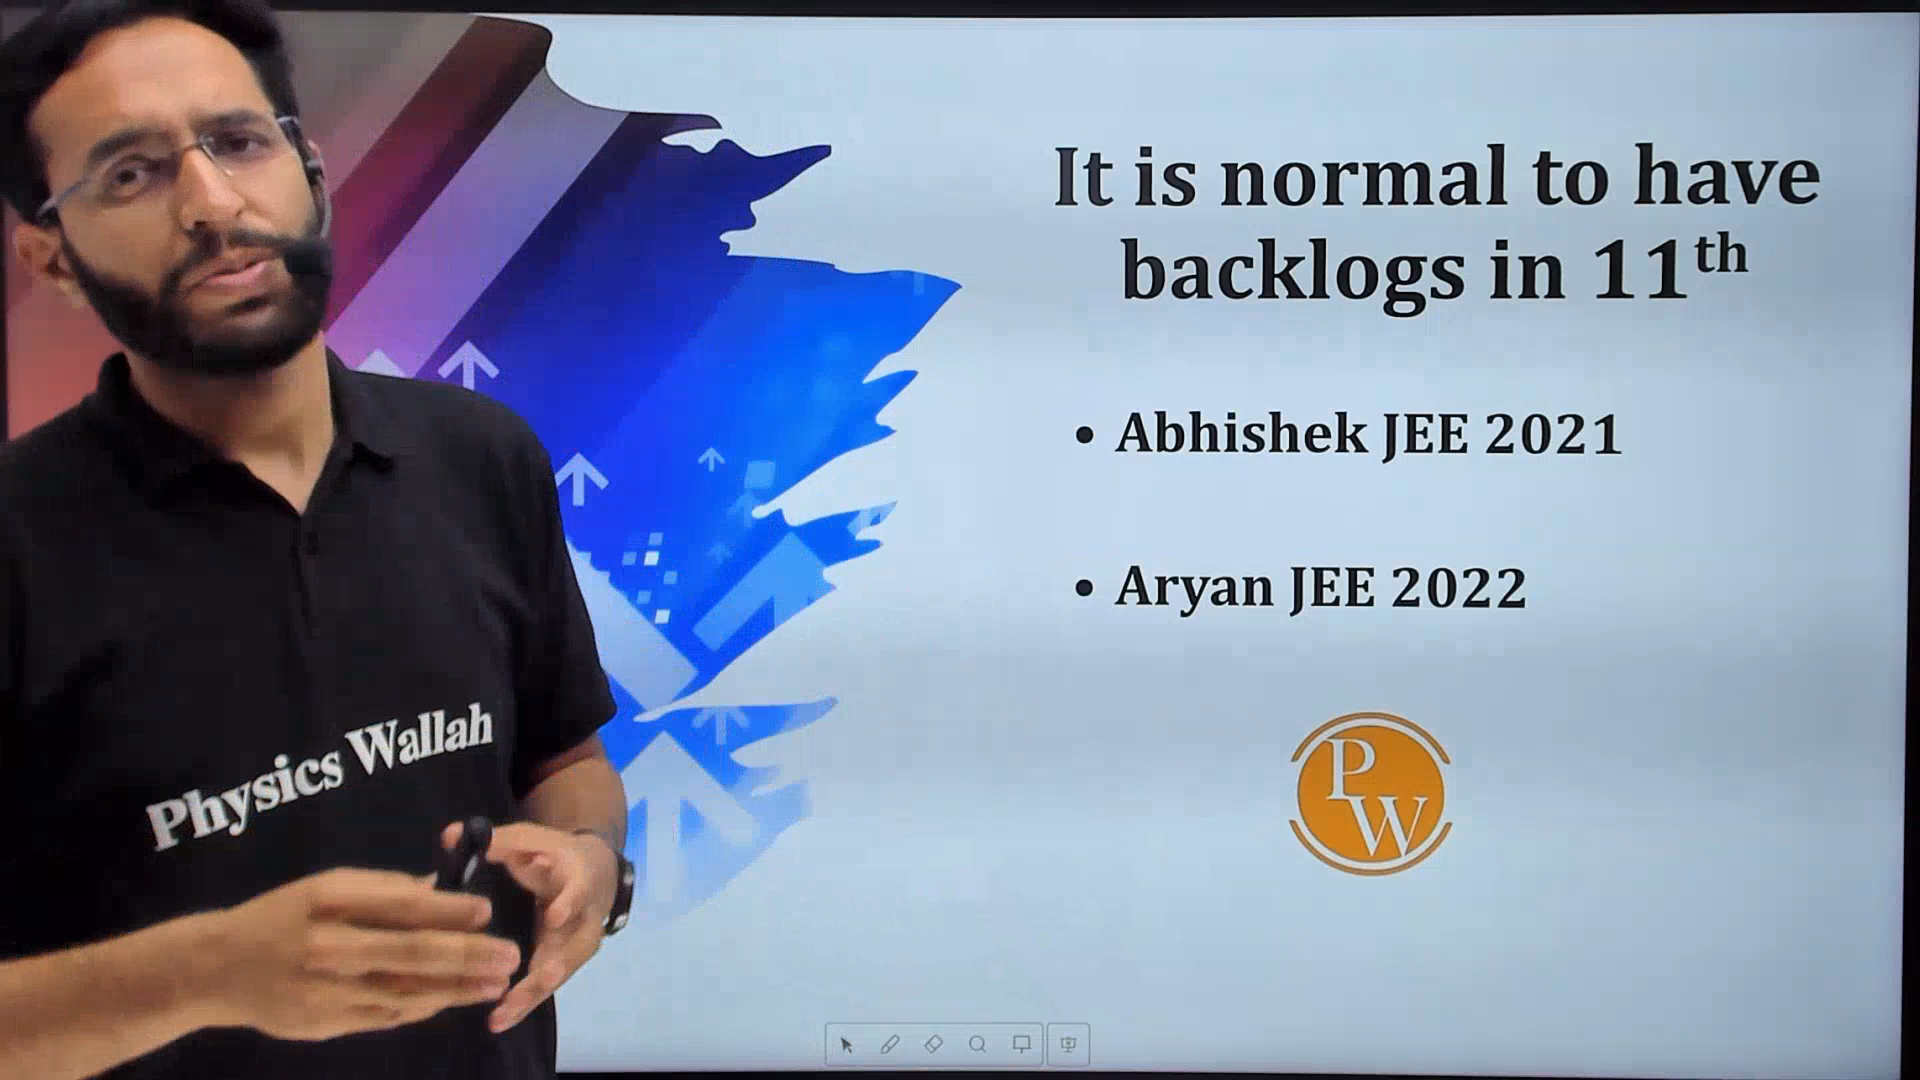 It is normal to have
backlogs in 11th
• Abhishek JEE 2021
• Aryan JEE 2022
PW
Physics Wallah